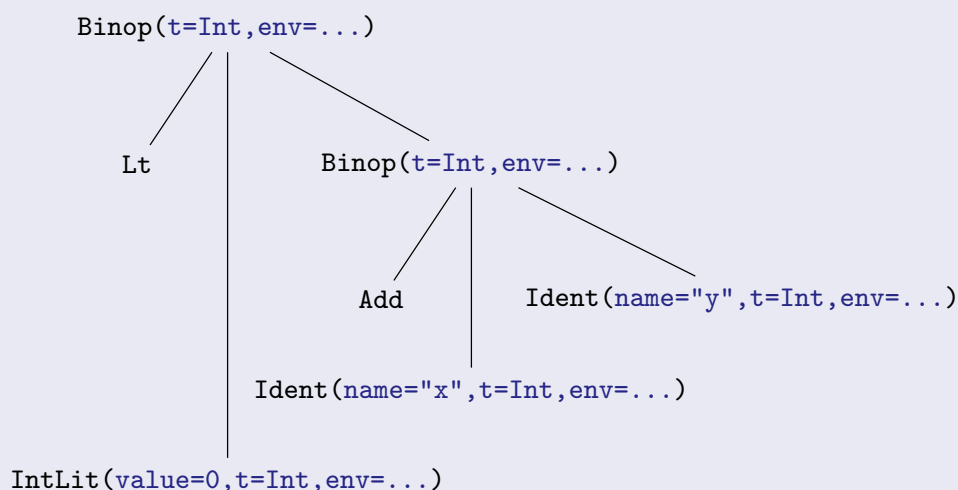 Binop(t=Int,env=...)
Lt
Binop(t=Int,env=...)
Add
Ident(name="y",t=Int,env=...)
Ident(name="x",t=Int,env=...)
IntLit(value=0,t=Int,env=...)